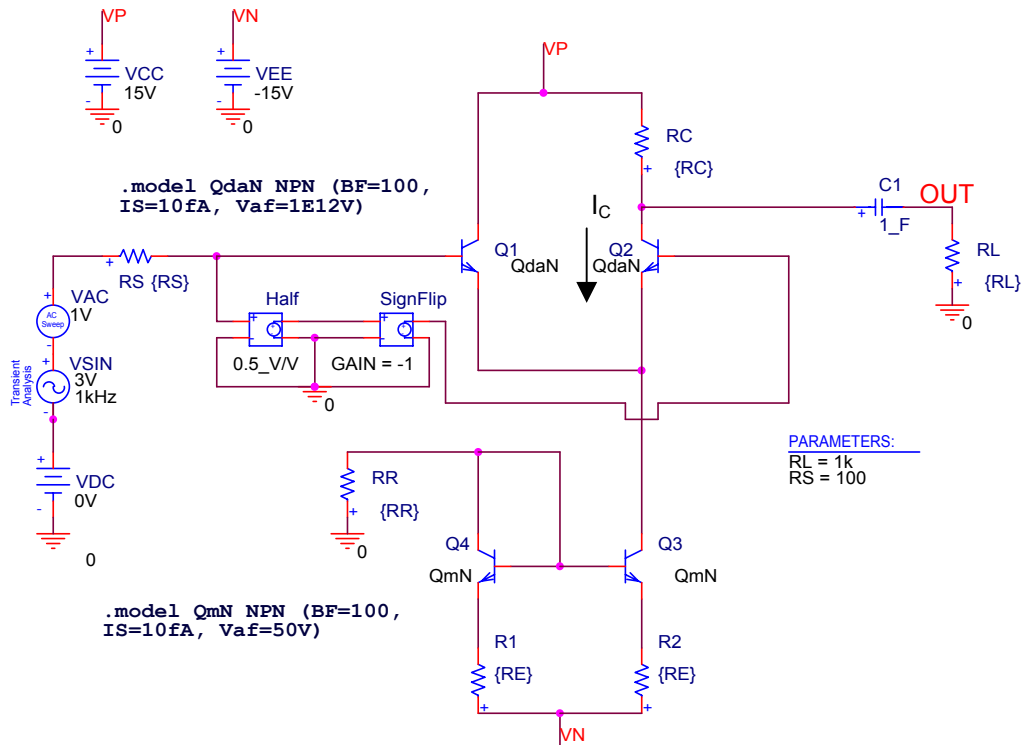 VP
VN
+
VCC
15V
-
0
+
VEE
-15V
-
0
VP
RC
+
{RC}
.model QdaN NPN (BF=100,
IS=10fA, Vaf=1E12V)
C1
+
1_F
OUT
RL
+
{RL}
0
IC
Q1
QdaN
Q2
QdaN
+
RS {RS}
+
VAC
1V
AC
Sweep
-
Half
+
-
0.5_V/V
SignFlip
+
-
GAIN = -1
0
+
VSIN
3V
1kHz
-
Transient
Analysis
+
VDC
0V
-
0
PARAMETERS:
RL = 1k
RS = 100
RR
+
{RR}
0
Q4
QmN
Q3
QmN
.model QmN NPN (BF=100,
IS=10fA, Vaf=50V)
R1
{RE}
+
R2
{RE}
+
VN